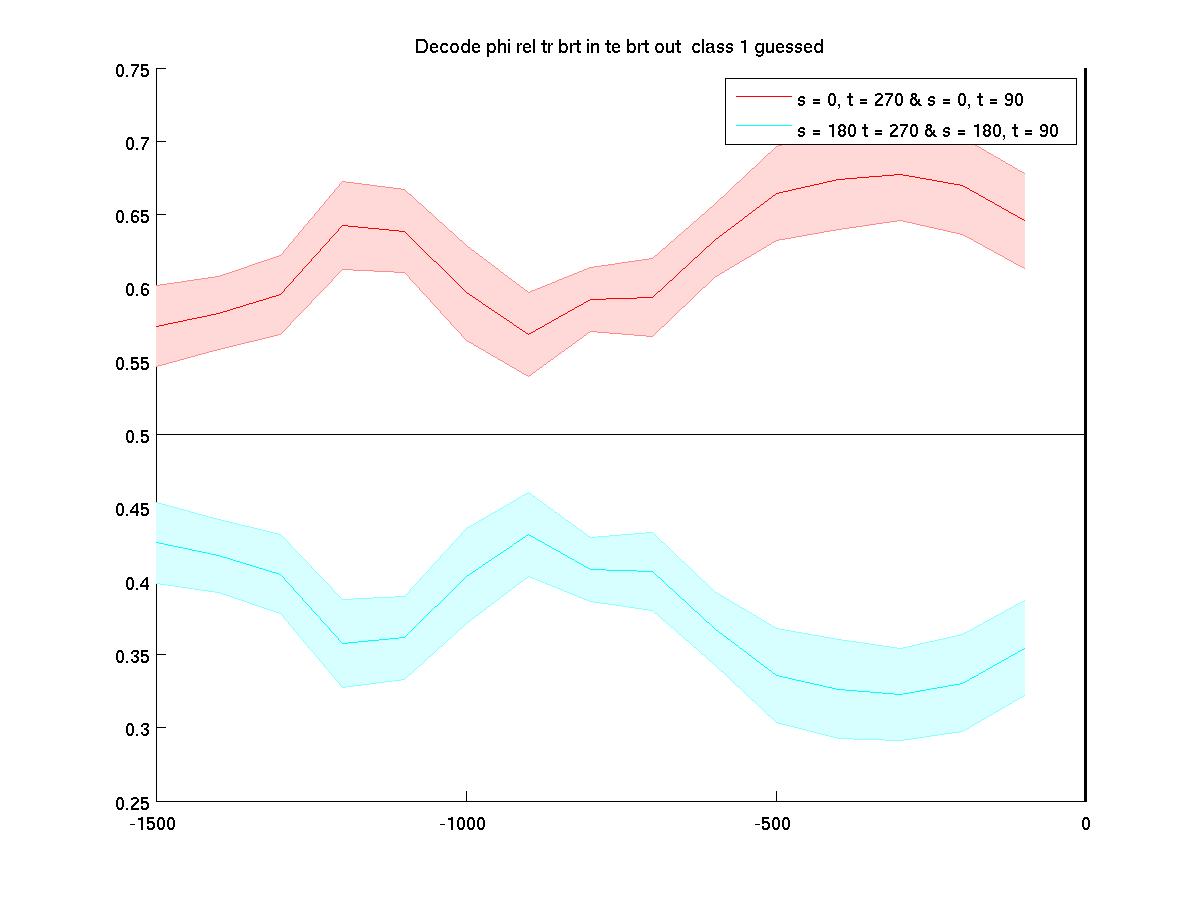 Decode phi rel tr brt in te brt out  class 1 guessed
0.75
s = 0, t = 270 & s = 0, t = 90
s = 180 t = 270 & s = 180, t = 90
0.7
0.65
0.6
0.55
0.5
0.45
0.4
0.35
0.3
0.25
-1500 -1000 -500 0